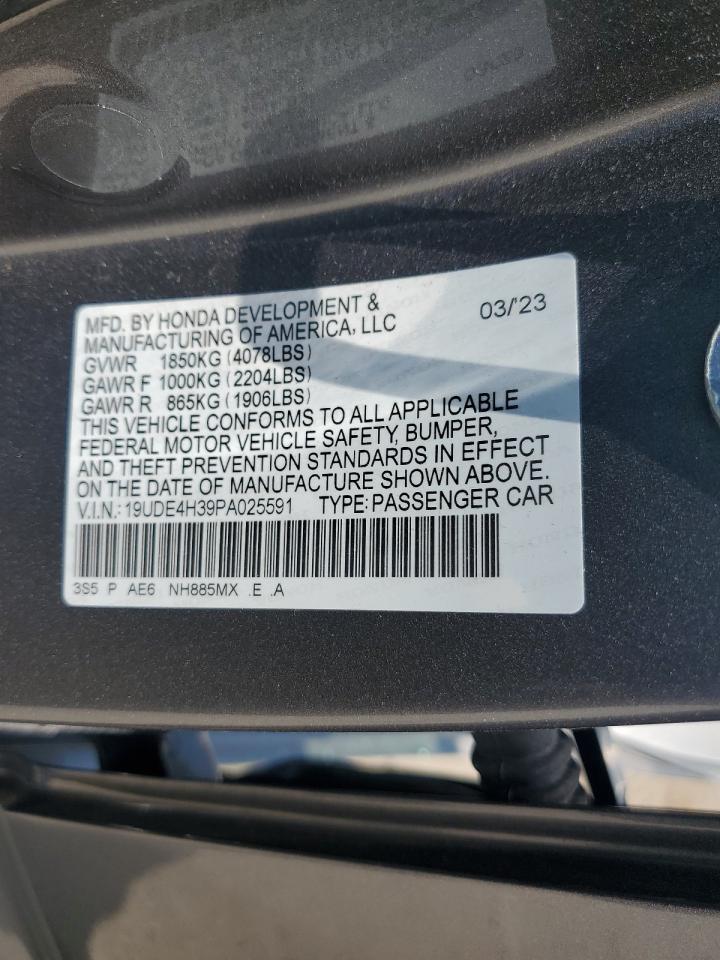 MFD. BY HONDA DEVELOPMENT & 03/'23
MANUFACTURING OF AMERICA, LLC
GVWR 1850KG (4078LBS)
GAWR F 1000KG (2204LBS)
GAWR R 865KG (1906LBS)
THIS VEHICLE CONFORMS TO ALL APPLICABLE
FEDERAL MOTOR VEHICLE SAFETY, BUMPER,
AND THEFT PREVENTION STANDARDS IN EFFECT
ON THE DATE OF MANUFACTURE SHOWN ABOVE.
V.I.N.:19UDE4H39PA025591 TYPE:PASSENGER CAR
3S5 P AE6 NH885MX .E .A